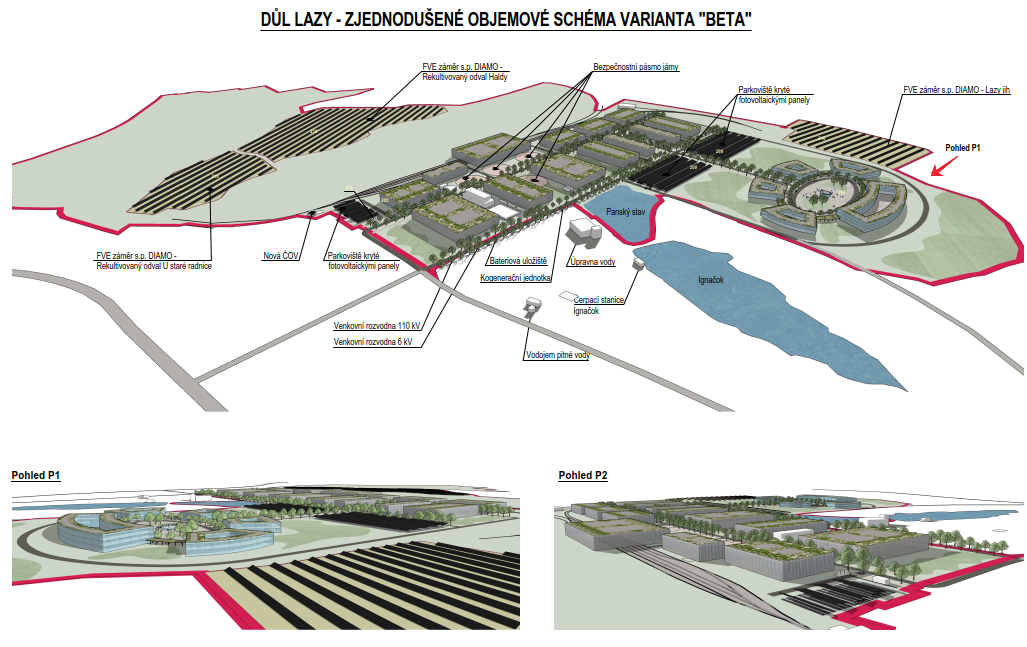 DŮL LAZY - ZJEDNODUŠENÉ OBJEMOVÉ SCHÉMA VARIANTA "BETA"
FVE záměr s.p. DIAMO -
Rekultivovaný odval Haldy
Bezpečnostní pásmo jámy
Parkoviště kryté
fotovoltaickými panely
FVE záměr s.p. DIAMO - Lazy jih
Pohled P1
Panský stav
FVE záměr s.p. DIAMO -
Rekultivovaný odval U staré radnice
Nová ČOV
Parkoviště kryté
fotovoltaickými panely
Bateriová uložiště
Kogenerační jednotka
Úpravna vody
Ignačok
Čerpací stanice
Ignačok
Venkovní rozvodna 110 kV
Venkovní rozvodna 6 kV
Vodojem pitné vody
Pohled P1
Pohled P2